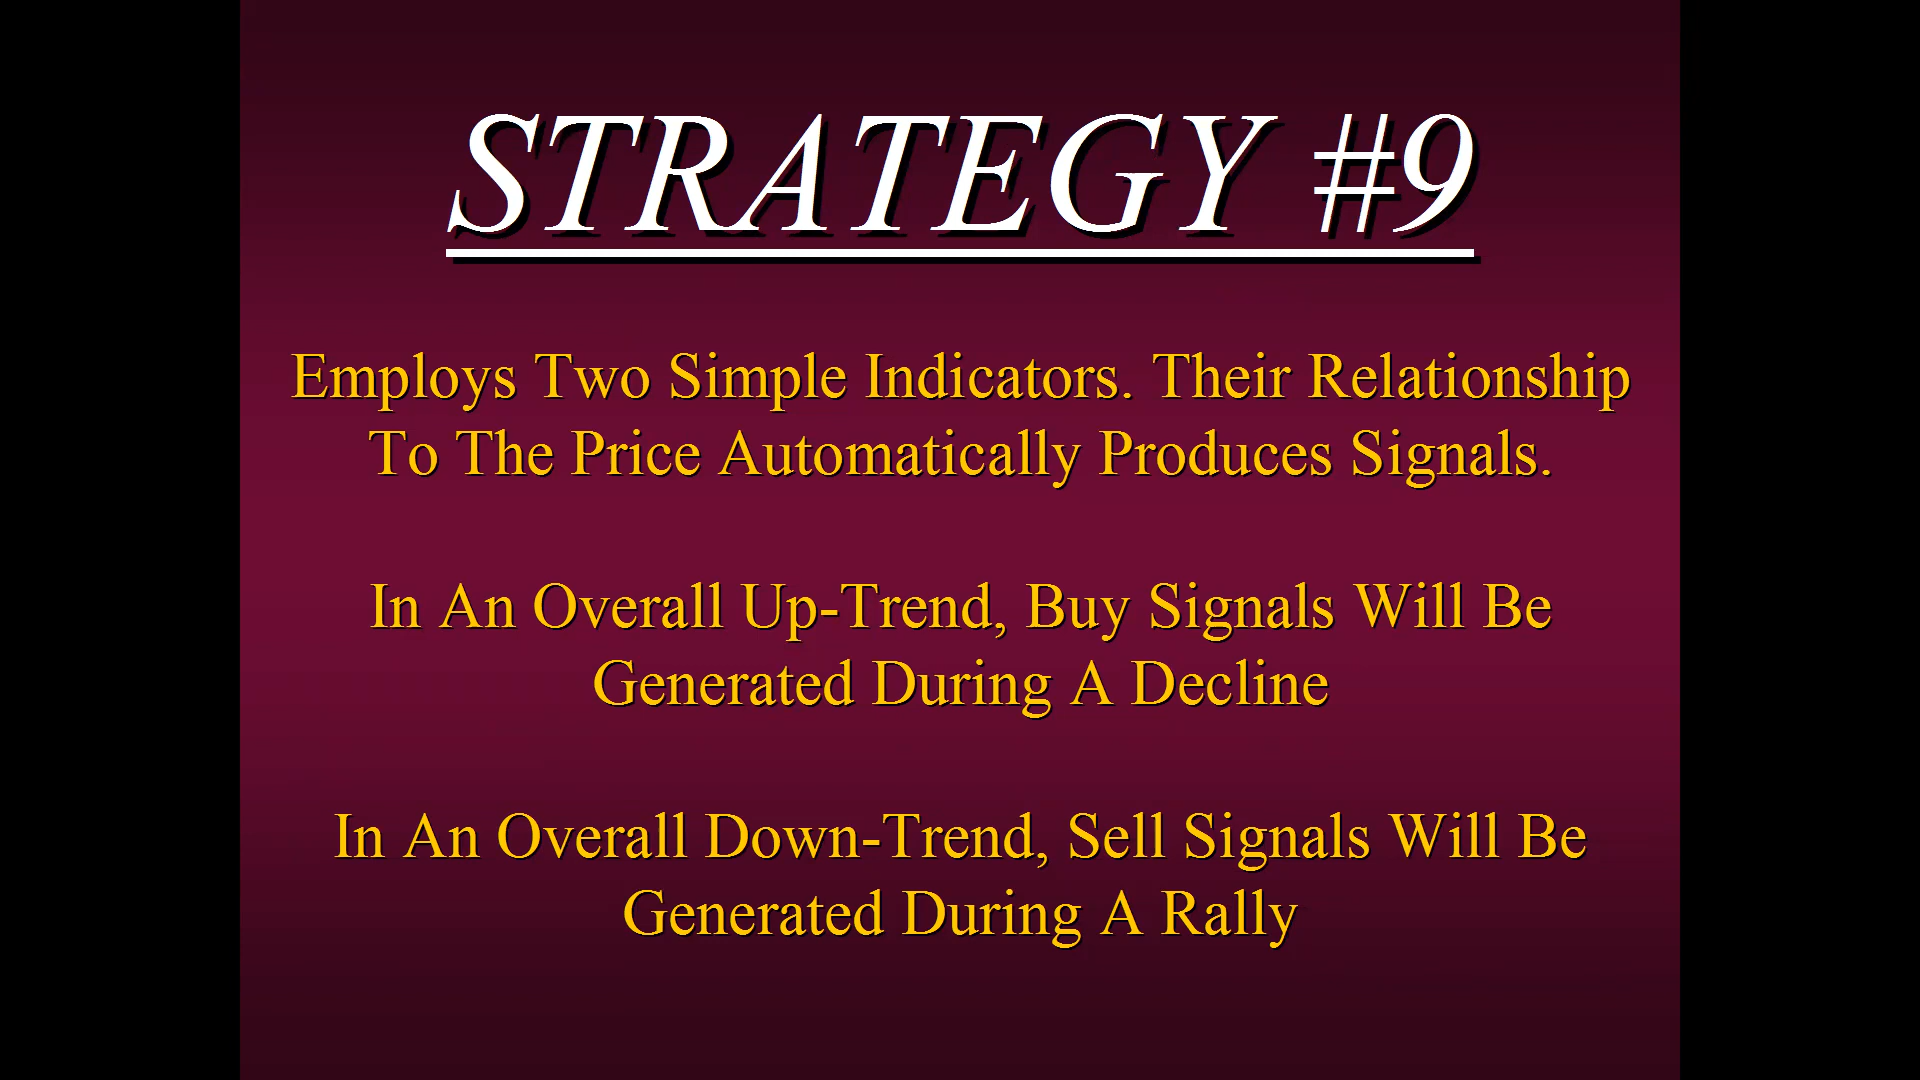 STRATEGY #9
Employs Two Simple Indicators. Their Relationship
To The Price Automatically Produces Signals.
In An Overall Up-Trend, Buy Signals Will Be
Generated During A Decline
In An Overall Down-Trend, Sell Signals Will Be
Generated During A Rally